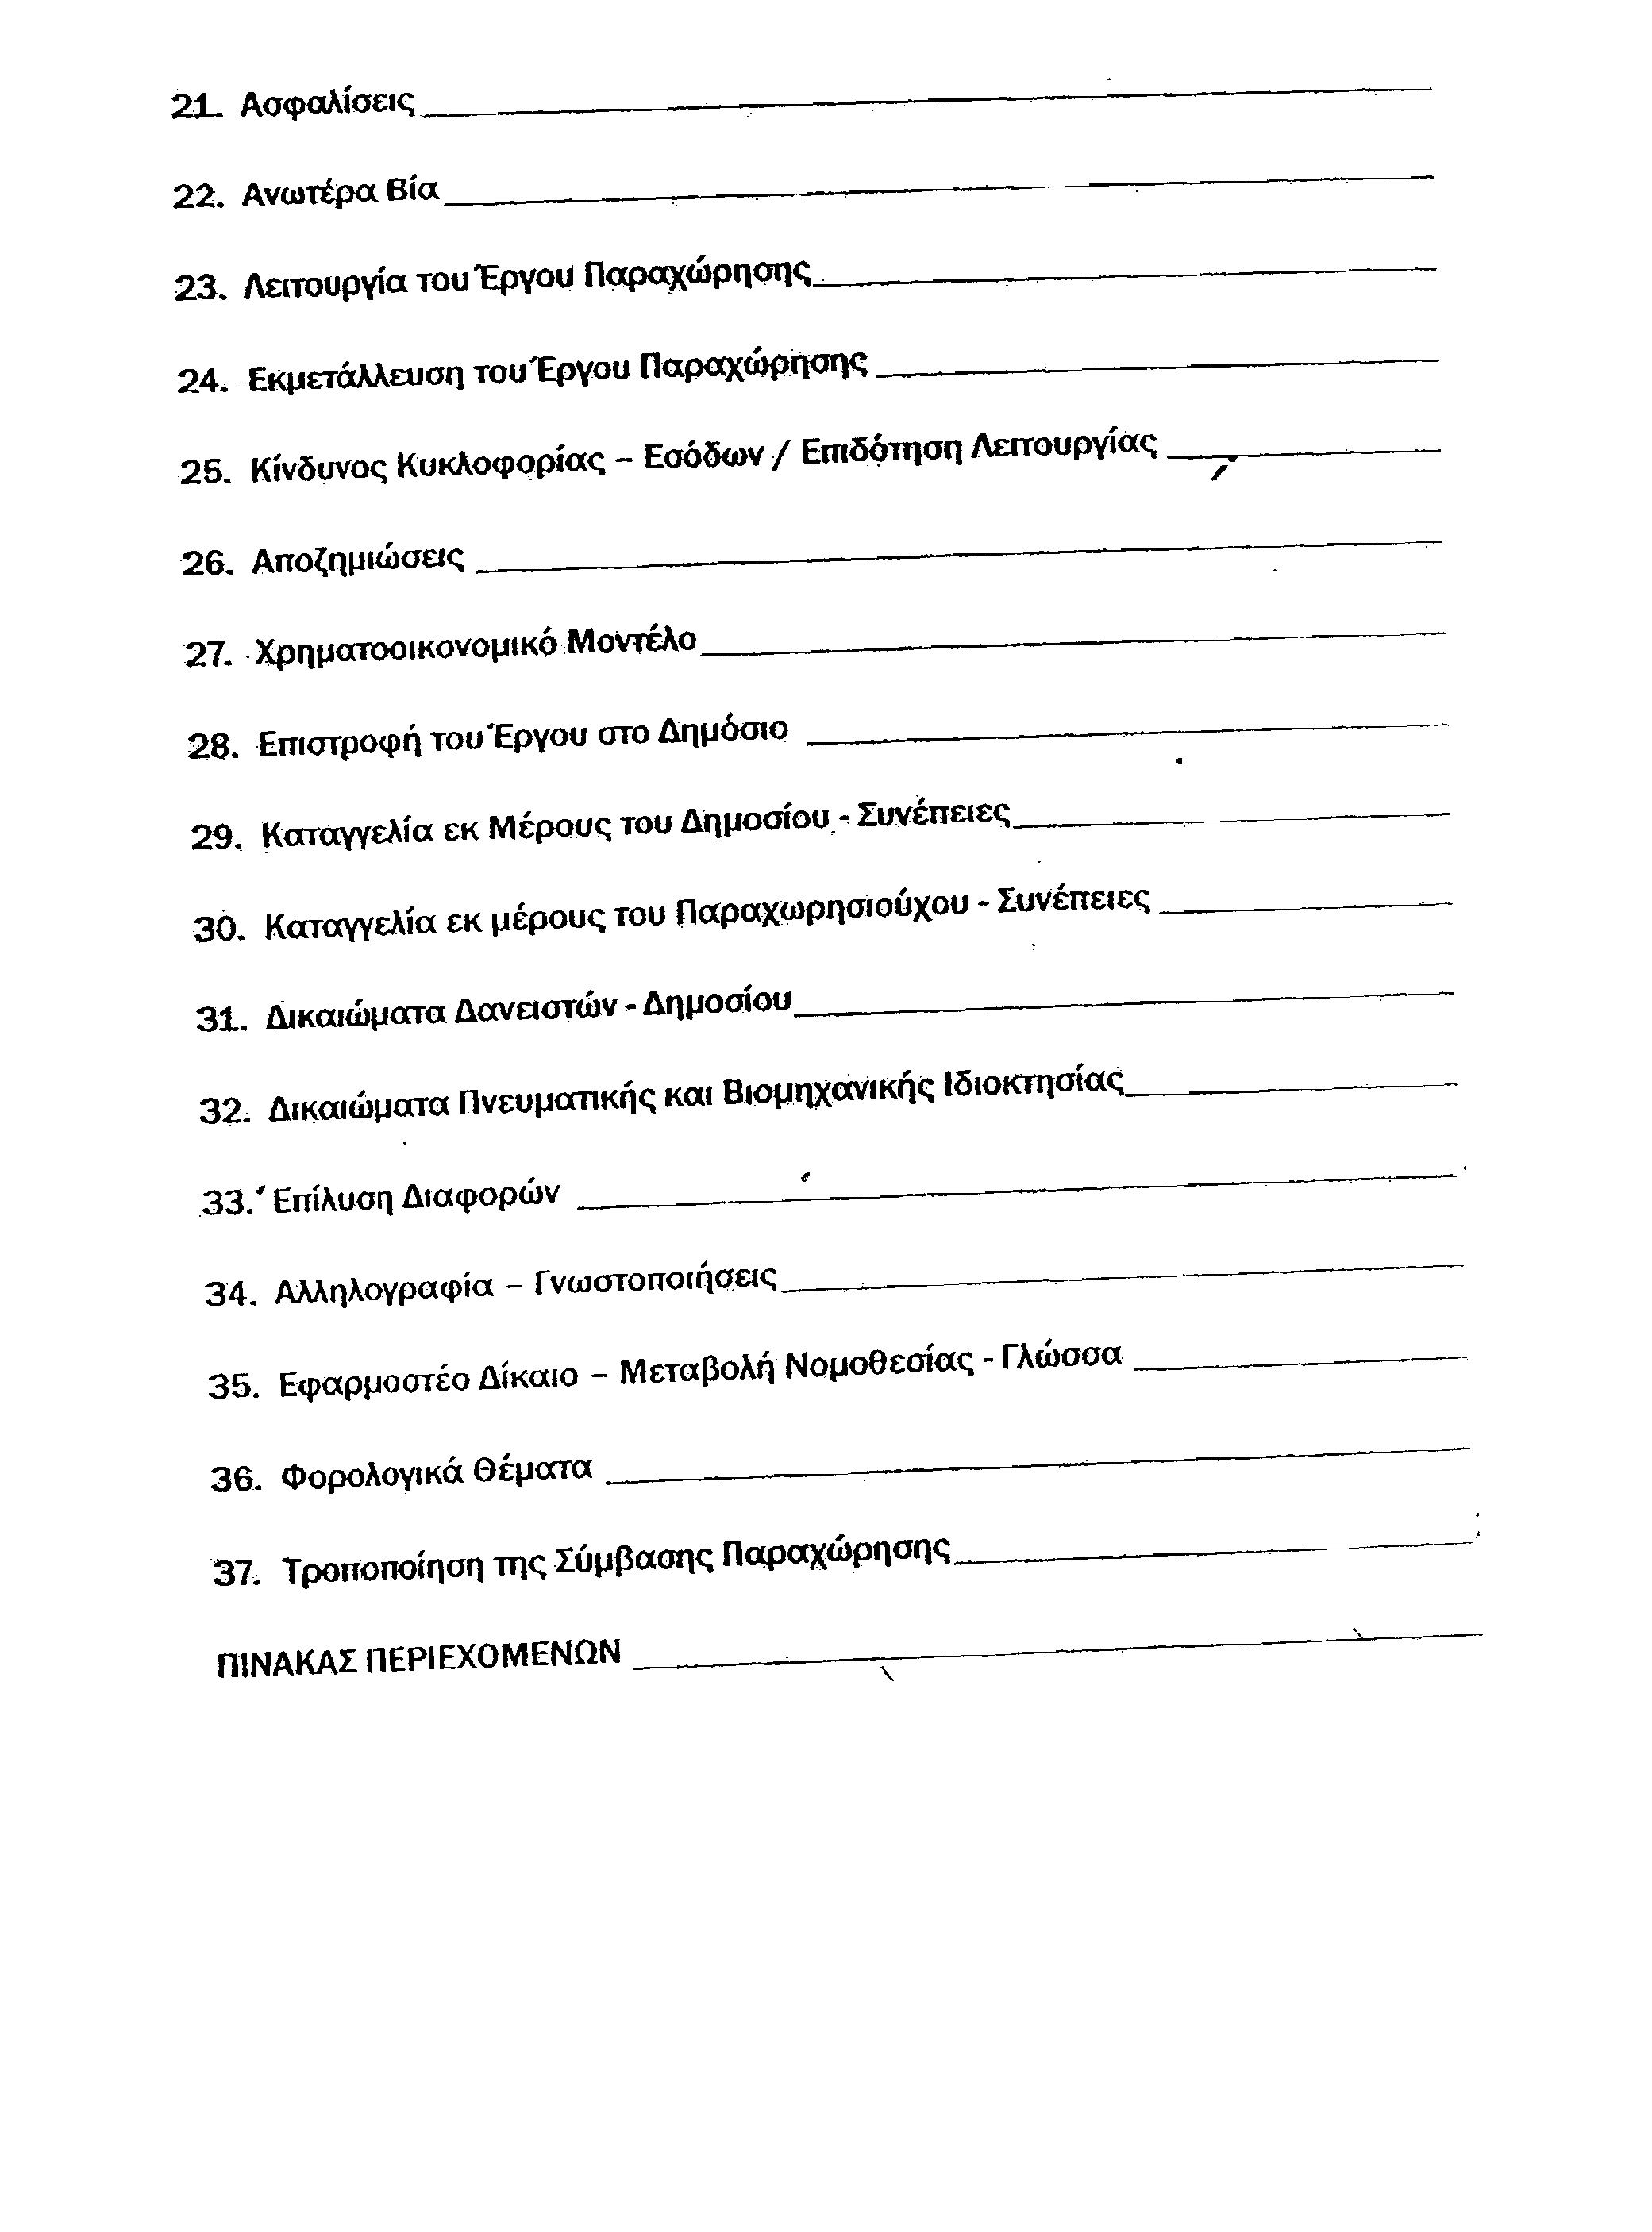 21. Ασφαλίσεις
22. Ανωτέρα Βία
23. Λειτουργία του Έργου Παραχώρησης
24. Εκμετάλλευση του Έργου Παραχώρησης
25. Κίνδυνος Κυκλοφορίας – Εσόδων / Επιδότηση Λειτουργίας
26. Αποζημιώσεις
27. Χρηματοοικονομικό Μοντέλο
28. Επιστροφή του Έργου στο Δημόσιο
29. Καταγγελία εκ Μέρους του Δημοσίου - Συνέπειες
30. Καταγγελία εκ μέρους του Παραχωρησιούχου - Συνέπειες
31. Δικαιώματα Δανειστών - Δημοσίου
32. Δικαιώματα Πνευματικής και Βιομηχανικής Ιδιοκτησίας
33. Επίλυση Διαφορών
34. Αλληλογραφία – Γνωστοποιήσεις
35. Εφαρμοστέο Δίκαιο – Μεταβολή Νομοθεσίας - Γλώσσα
36. Φορολογικά Θέματα
37. Τροποποίηση της Σύμβασης Παραχώρησης
ΠΙΝΑΚΑΣ ΠΕΡΙΕΧΟΜΕΝΩΝ